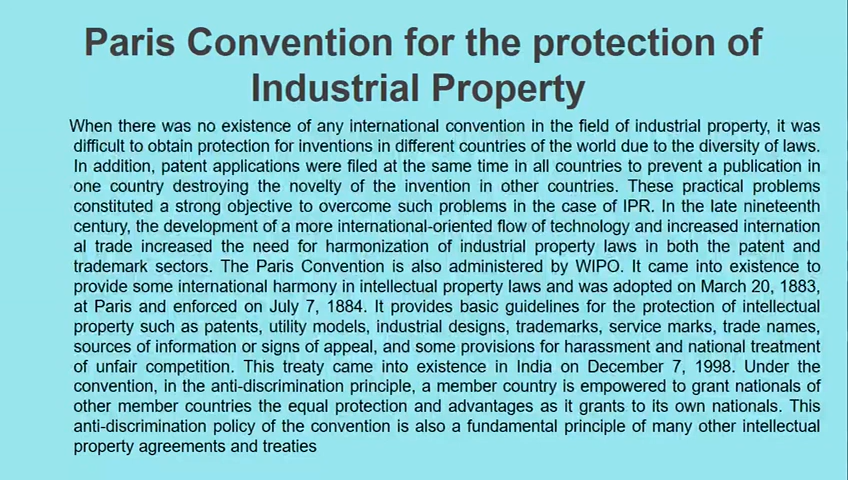 Paris Convention for the protection of
Industrial Property
When there was no existence of any international convention in the field of industrial property, it was
difficult to obtain protection for inventions in different countries of the world due to the diversity of laws.
In addition, patent applications were filed at the same time in all countries to prevent a publication in
one country destroying the novelty of the invention in other countries. These practical problems
constituted a strong objective to overcome such problems in the case of IPR. In the late nineteenth
century, the development of a more international-oriented flow of technology and increased internation
al trade increased the need for harmonization of industrial property laws in both the patent and
trademark sectors. The Paris Convention is also administered by WIPO. It came into existence to
provide some international harmony in intellectual property laws and was adopted on March 20, 1883,
at Paris and enforced on July 7, 1884. It provides basic guidelines for the protection of intellectual
property such as patents, utility models, industrial designs, trademarks, service marks, trade names,
sources of information or signs of appeal, and some provisions for harassment and national treatment
of unfair competition. This treaty came into existence in India on December 7, 1998. Under the
convention, in the anti-discrimination principle, a member country is empowered to grant nationals of
other member countries the equal protection and advantages as it grants to its own nationals. This
anti-discrimination policy of the convention is also a fundamental principle of many other intellectual
property agreements and treaties